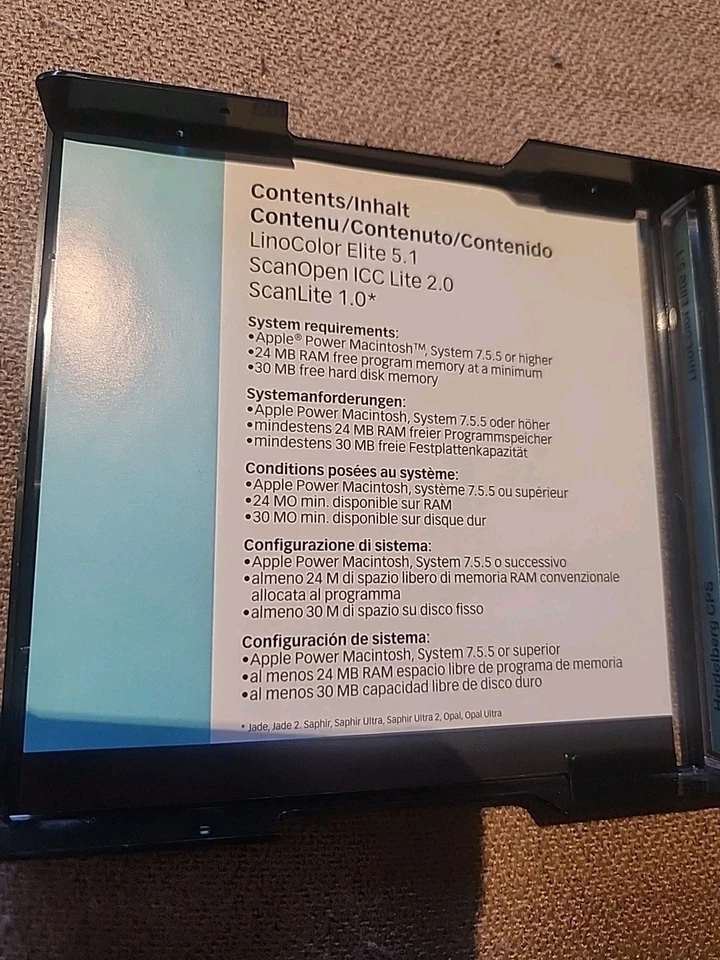 Contents/Inhalt
Contenu/Contenuto/Contenido
LinoColor Elite 5.1
ScanOpen ICC Lite 2.0
ScanLite 1.0*
System requirements:
•Apple® Power Macintosh™, System 7.5.5 or higher
•24 MB RAM free program memory at a minimum
•30 MB free hard disk memory
Systemanforderungen:
•Apple Power Macintosh, System 7.5.5 oder höher
•mindestens 24 MB RAM freier Programmspeicher
•mindestens 30 MB freie Festplattenkapazität
Conditions posées au système:
•Apple Power Macintosh, système 7.5.5 ou supérieur
•24 MO min. disponible sur RAM
•30 MO min. disponible sur disque dur
Configurazione di sistema:
•Apple Power Macintosh, System 7.5.5 o successivo
•almeno 24 M di spazio libero di memoria RAM convenzionale
allocata al programma
•almeno 30 M di spazio su disco fisso
Configuración de sistema:
•Apple Power Macintosh, System 7.5.5 or superior
•al menos 24 MB RAM espacio libre de programa de memoria
•al menos 30 MB capacidad libre de disco duro
* Jade, Jade 2. Saphir, Saphir Ultra, Saphir Ultra 2, Opal, Opal Ultra
LinoColor Elite 5.1
Heidelberg CPS